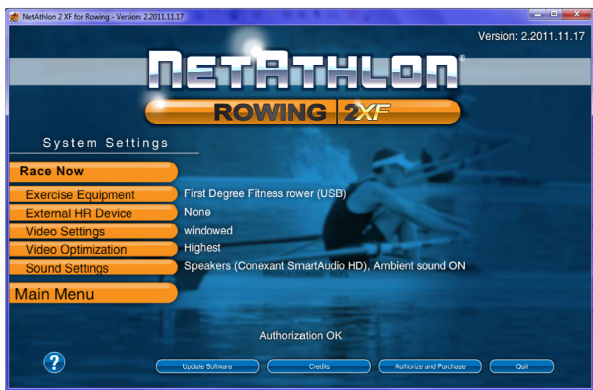 NetAthlon 2 XF for Rowing - Version: 2.2011.11.17
Version: 2.2011.11.17
NETATHLON®
ROWING 2XF
System Settings
Race Now
Exercise Equipment First Degree Fitness rower (USB)
External HR Device None
Video Settings windowed
Video Optimization Highest
Sound Settings Speakers (Conexant SmartAudio HD), Ambient sound ON
Main Menu
Authorization OK
? Update Software Credits Authorize and Purchase Quit